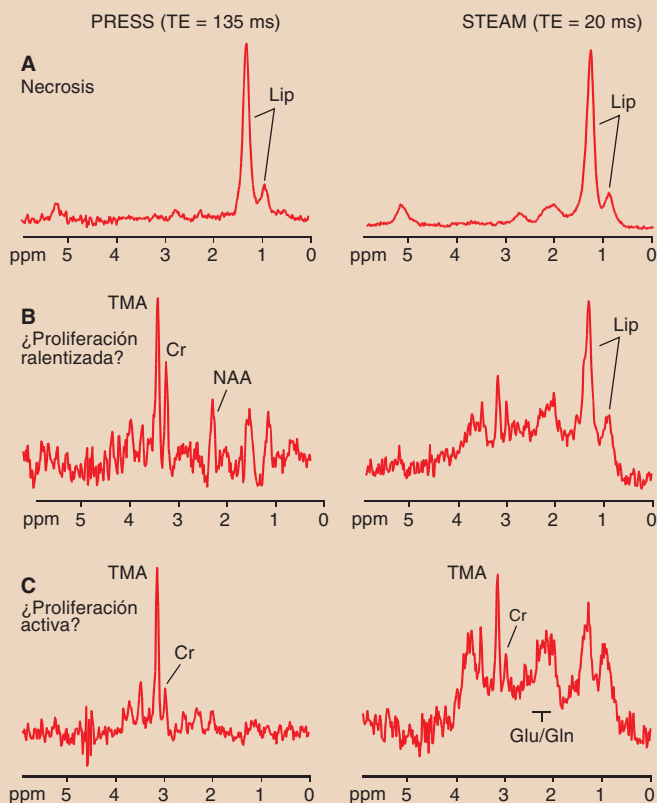 PRESS (TE = 135 ms)
STEAM (TE = 20 ms)
A
Necrosis
Lip
Lip
ppm 5 4 3 2 1 0
ppm 5 4 3 2 1 0
B
¿Proliferación
ralentizada?
TMA
Cr
NAA
Lip
ppm 5 4 3 2 1 0
ppm 5 4 3 2 1 0
C
¿Proliferación
activa?
TMA
Cr
TMA
Cr
Glu/Gln
ppm 5 4 3 2 1 0
ppm 5 4 3 2 1 0